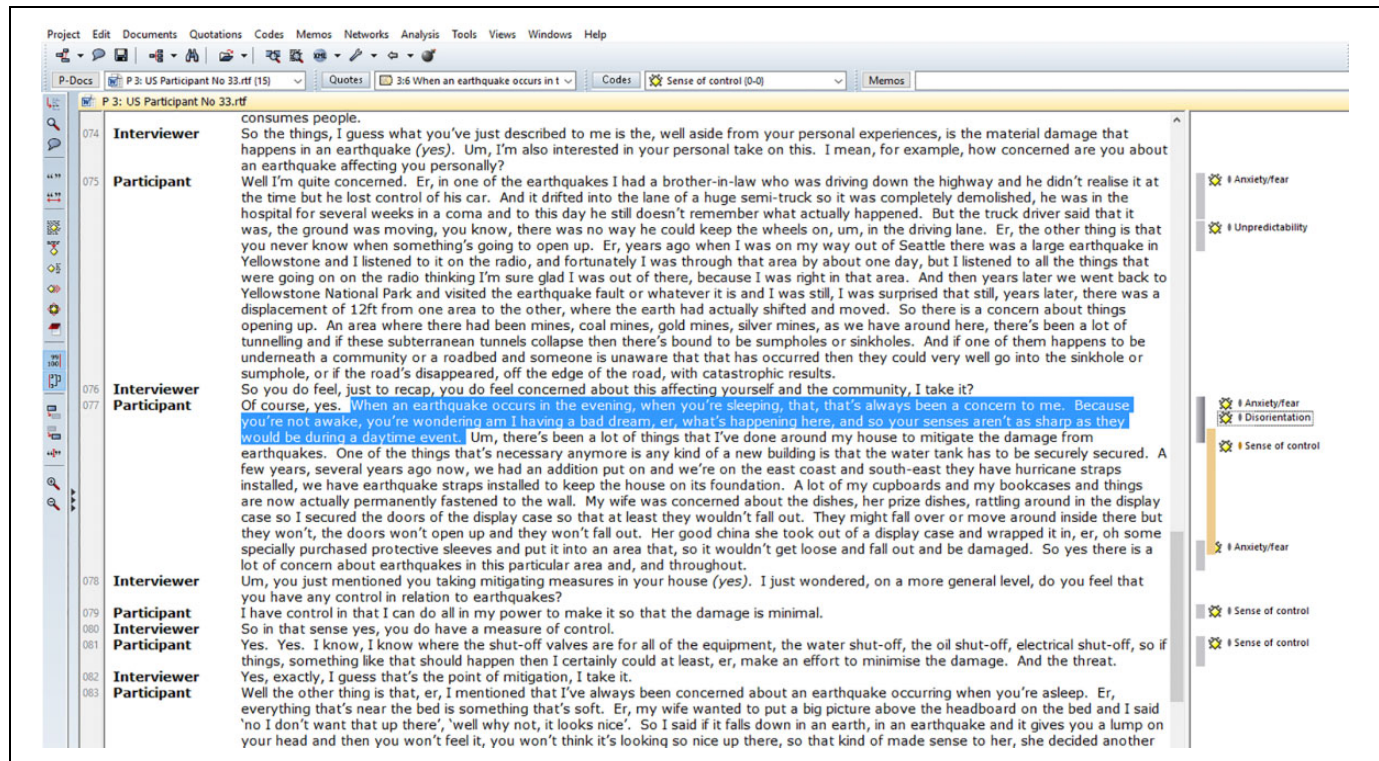 Project Edit Documents Quotations Codes Memos Networks Analysis Tools Views Windows Help
P-Docs P 3: US Participant No 33.rtf {15} Quotes 3:6 When an earthquake occurs in t Codes Sense of control {0-0} Memos
P 3: US Participant No 33.rtf
consumes people.
074 Interviewer So the things, I guess what you've just described to me is the, well aside from your personal experiences, is the material damage that
happens in an earthquake (yes). Um, I'm also interested in your personal take on this. I mean, for example, how concerned are you about
an earthquake affecting you personally?
075 Participant Well I'm quite concerned. Er, in one of the earthquakes I had a brother-in-law who was driving down the highway and he didn't realise it at Anxiety/fear
the time but he lost control of his car. And it drifted into the lane of a huge semi-truck so it was completely demolished, he was in the
hospital for several weeks in a coma and to this day he still doesn't remember what actually happened. But the truck driver said that it
was, the ground was moving, you know, there was no way he could keep the wheels on, um, in the driving lane. Er, the other thing is that Unpredictability
you never know when something's going to open up. Er, years ago when I was on my way out of Seattle there was a large earthquake in
Yellowstone and I listened to it on the radio, and fortunately I was through that area by about one day, but I listened to all the things that
were going on on the radio thinking I'm sure glad I was out of there, because I was right in that area. And then years later we went back to
Yellowstone National Park and visited the earthquake fault or whatever it is and I was still, I was surprised that still, years later, there was a
displacement of 12ft from one area to the other, where the earth had actually shifted and moved. So there is a concern about things
opening up. An area where there had been mines, coal mines, gold mines, silver mines, as we have around here, there's been a lot of
tunnelling and if these subterranean tunnels collapse then there's bound to be sumpholes or sinkholes. And if one of them happens to be
underneath a community or a roadbed and someone is unaware that that has occurred then they could very well go into the sinkhole or
sumphole, or if the road's disappeared, off the edge of the road, with catastrophic results.
076 Interviewer So you do feel, just to recap, you do feel concerned about this affecting yourself and the community, I take it?
077 Participant Of course, yes. When an earthquake occurs in the evening, when you're sleeping, that, that's always been a concern to me. Because Anxiety/fear
you're not awake, you're wondering am I having a bad dream, er, what's happening here, and so your senses aren't as sharp as they Disorientation
would be during a daytime event. Um, there's been a lot of things that I've done around my house to mitigate the damage from
earthquakes. One of the things that's necessary anymore is any kind of a new building is that the water tank has to be securely secured. A Sense of control
few years, several years ago now, we had an addition put on and we're on the east coast and south-east they have hurricane straps
installed, we have earthquake straps installed to keep the house on its foundation. A lot of my cupboards and my bookcases and things
are now actually permanently fastened to the wall. My wife was concerned about the dishes, her prize dishes, rattling around in the display
case so I secured the doors of the display case so that at least they wouldn't fall out. They might fall over or move around inside there but
they won't, the doors won't open up and they won't fall out. Her good china she took out of a display case and wrapped it in, er, oh some
specially purchased protective sleeves and put it into an area that, so it wouldn't get loose and fall out and be damaged. So yes there is a Anxiety/fear
lot of concern about earthquakes in this particular area and, and throughout.
078 Interviewer Um, you just mentioned you taking mitigating measures in your house (yes). I just wondered, on a more general level, do you feel that
you have any control in relation to earthquakes?
079 Participant I have control in that I can do all in my power to make it so that the damage is minimal. Sense of control
080 Interviewer So in that sense yes, you do have a measure of control.
081 Participant Yes. Yes. I know, I know where the shut-off valves are for all of the equipment, the water shut-off, the oil shut-off, electrical shut-off, so if Sense of control
things, something like that should happen then I certainly could at least, er, make an effort to minimise the damage. And the threat.
082 Interviewer Yes, exactly, I guess that's the point of mitigation, I take it.
083 Participant Well the other thing is that, er, I mentioned that I've always been concerned about an earthquake occurring when you're asleep. Er,
everything that's near the bed is something that's soft. Er, my wife wanted to put a big picture above the headboard on the bed and I said
'no I don't want that up there', 'well why not, it looks nice'. So I said if it falls down in an earth, in an earthquake and it gives you a lump on
your head and then you won't feel it, you won't think it's looking so nice up there, so that kind of made sense to her, she decided another